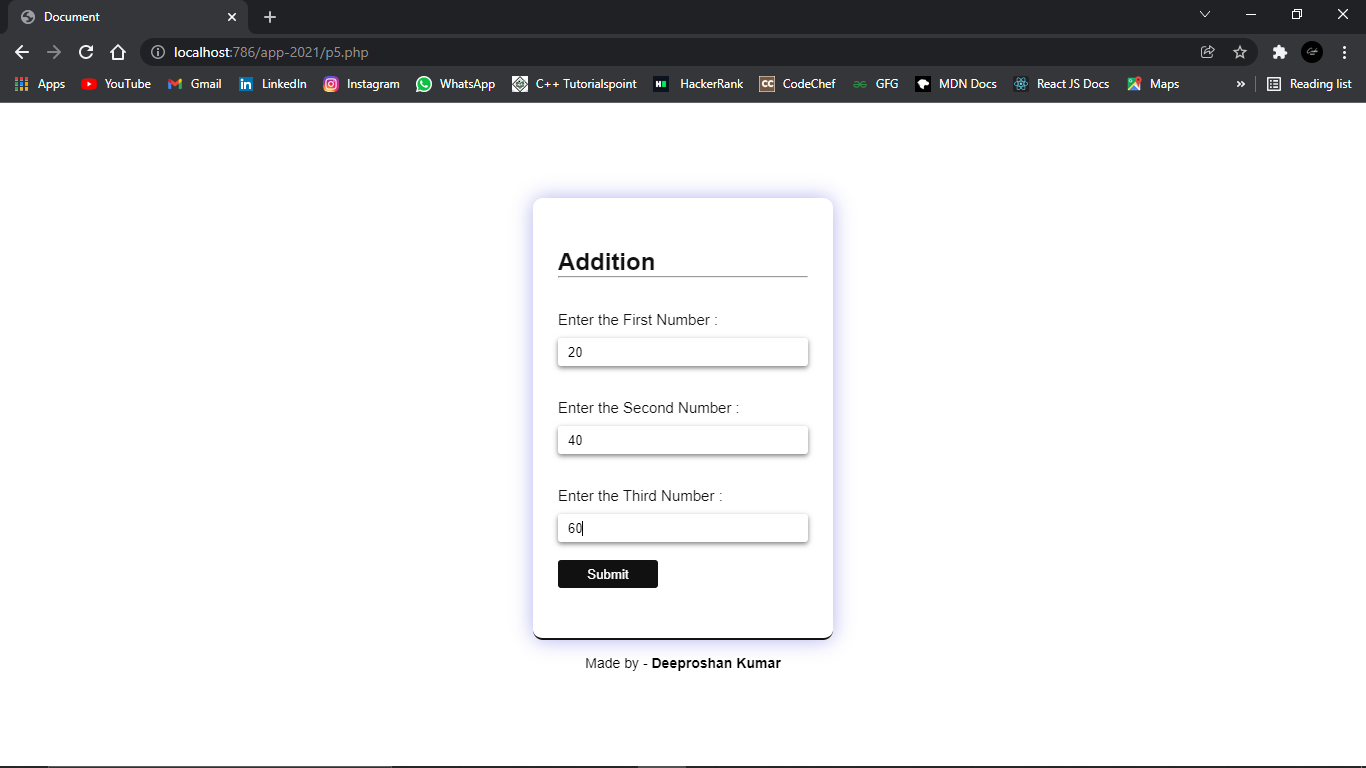 Document
localhost:786/app-2021/p5.php
Apps YouTube Gmail LinkedIn Instagram WhatsApp C++ Tutorialspoint HackerRank CodeChef GFG MDN Docs React JS Docs Maps » Reading list
Addition
Enter the First Number :
20
Enter the Second Number :
40
Enter the Third Number :
60
Submit
Made by - Deeproshan Kumar